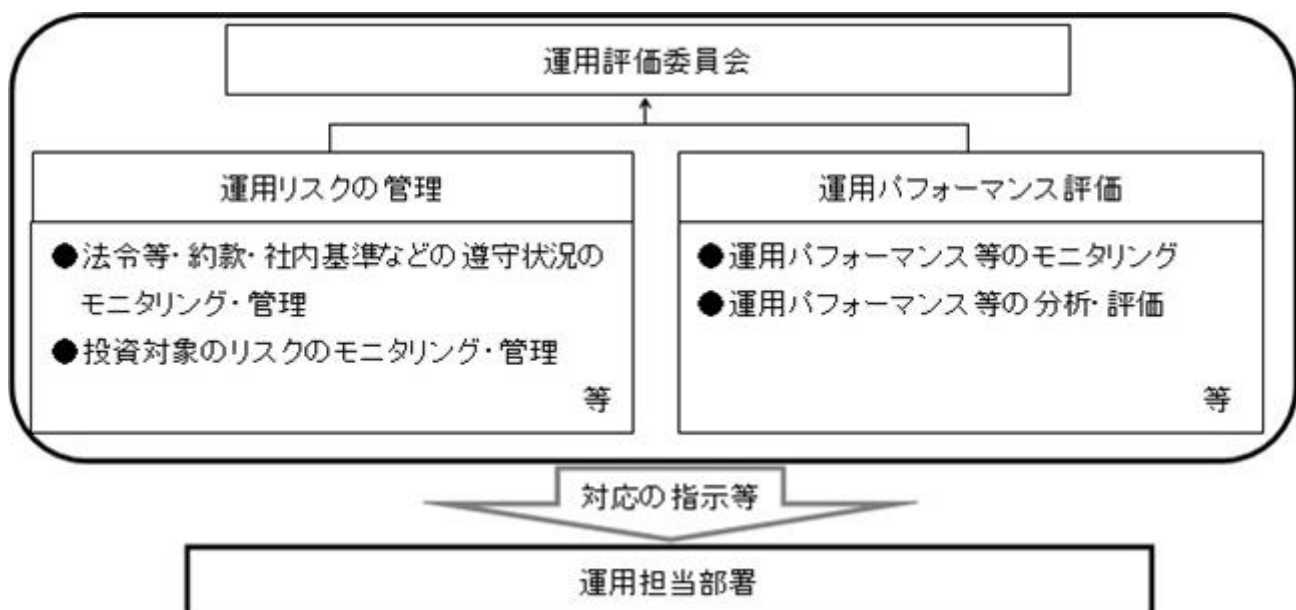 運用評価委員会
運用リスクの管理
●法令等・約款・社内基準などの遵守状況の
モニタリング・管理
●投資対象のリスクのモニタリング・管理
等
運用パフォーマンス評価
●運用パフォーマンス等のモニタリング
●運用パフォーマンス等の分析・評価
等
対応の指示等
運用担当部署